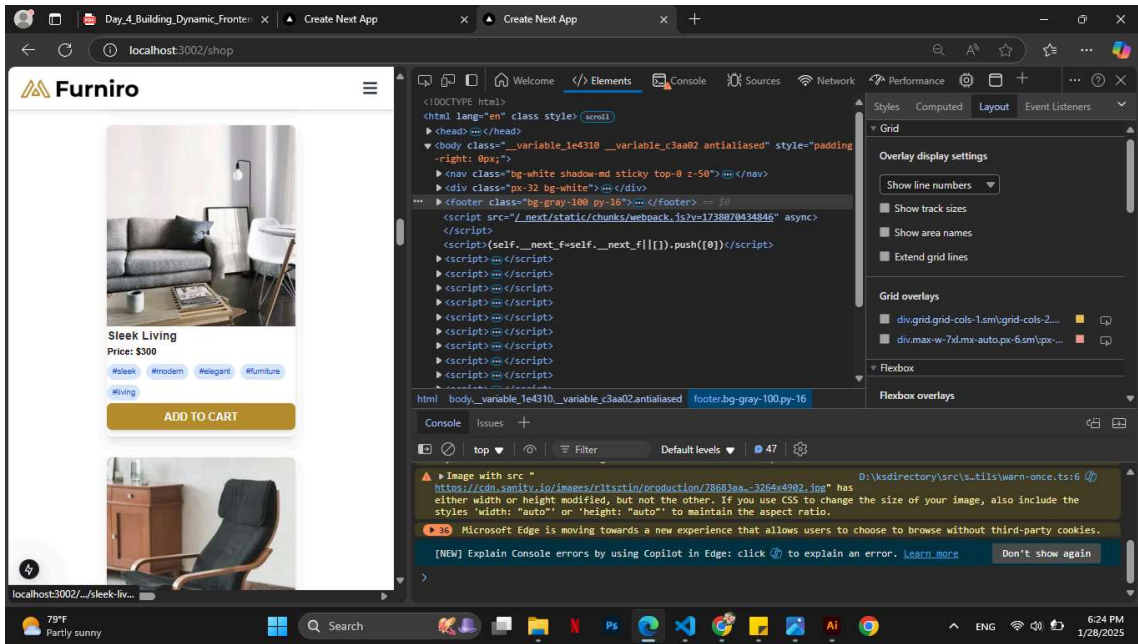 Day_4_Building_Dynamic_Fronten
Create Next App
Create Next App
localhost:3002/shop
Furniro
Sleek Living
Price: $300
#sleek #modern #elegant #furniture
#living
ADD TO CART
localhost:3002/.../sleek-liv...
Welcome </> Elements Console Sources Network Performance
<!DOCTYPE html>
<html lang="en" class style> scroll
<head> </head>
<body class="__variable_1e4310 __variable_c3aa02 antialiased" style="padding
-right: 0px;">
<nav class="bg-white shadow-md sticky top-0 z-50"> </nav>
<div class="px-32 bg-white"> </div>
<footer class="bg-gray-100 py-16"> </footer> == $0
<script src="/_next/static/chunks/webpack.js?v=1738070434846" async>
</script>
<script>(self.__next_f=self.__next_f||[]).push([0])</script>
<script> </script>
<script> </script>
<script> </script>
<script> </script>
<script> </script>
<script> </script>
<script> </script>
<script> </script>
<script> </script>
html body.__variable_1e4310.__variable_c3aa02.antialiased footer.bg-gray-100.py-16
Styles Computed Layout Event Listeners
Grid
Overlay display settings
Show line numbers
Show track sizes
Show area names
Extend grid lines
Grid overlays
div.grid.grid-cols-1.sm\:grid-cols-2....
div.max-w-7xl.mx-auto.px-6.sm\:px-...
Flexbox
Flexbox overlays
Console Issues
top Filter Default levels 47
Image with src " D:\ksdirectory\src\s…tils\warn-once.ts:6
https://cdn.sanity.io/images/r1tsztin/production/78683aa…-3264x4902.jpg" has
either width or height modified, but not the other. If you use CSS to change the size of your image, also include the
styles 'width: "auto"' or 'height: "auto"' to maintain the aspect ratio.
36 Microsoft Edge is moving towards a new experience that allows users to choose to browse without third-party cookies.
[NEW] Explain Console errors by using Copilot in Edge: click to explain an error. Learn more Don't show again
79°F
Partly sunny
Search
N
Ps
Ai
ENG
6:24 PM
1/28/2025